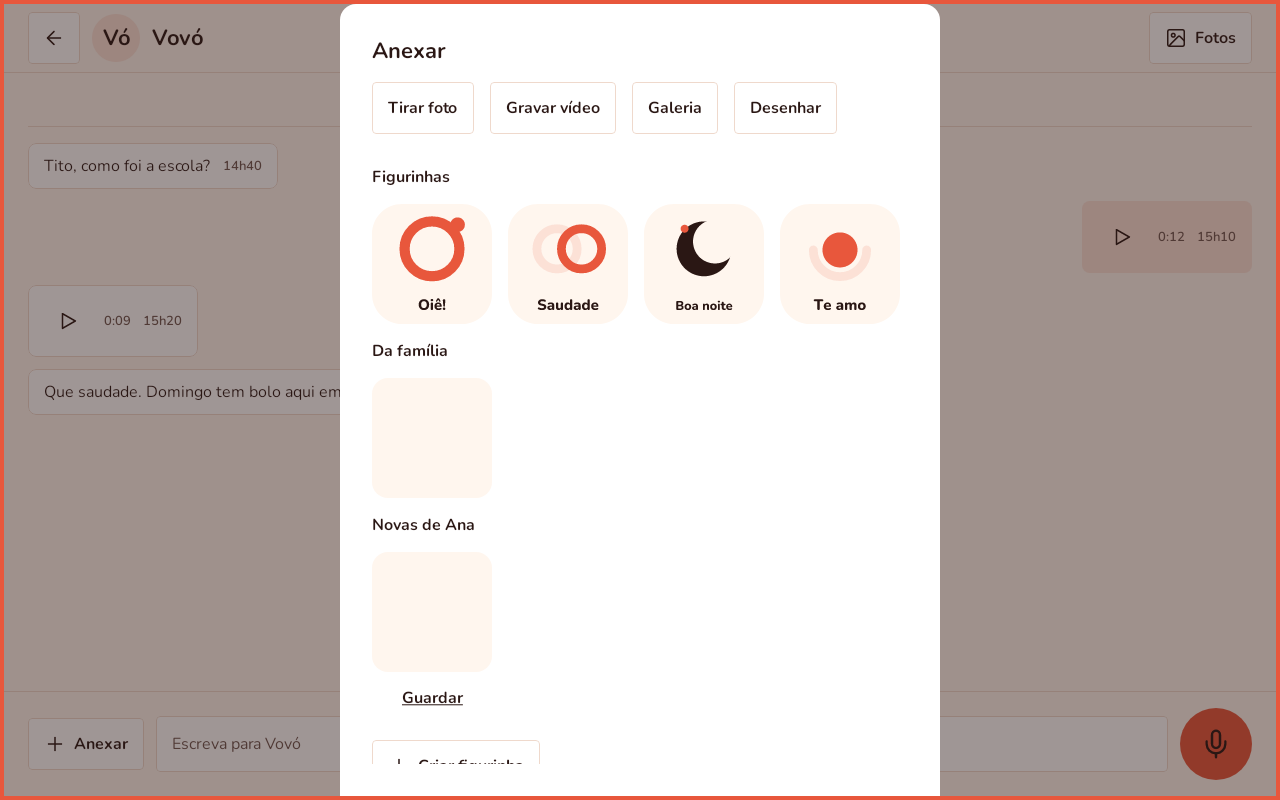 Vó Vovó
Fotos
Tito, como foi a escola? 14h40
0:12 15h10
0:09 15h20
Que saudade. Domingo tem bolo aqui em
Anexar
Escreva para Vovó
Anexar
Tirar foto
Gravar vídeo
Galeria
Desenhar
Figurinhas
Oiê!
Saudade
Boa noite
Te amo
Da família
Novas de Ana
Guardar
Criar figurinha